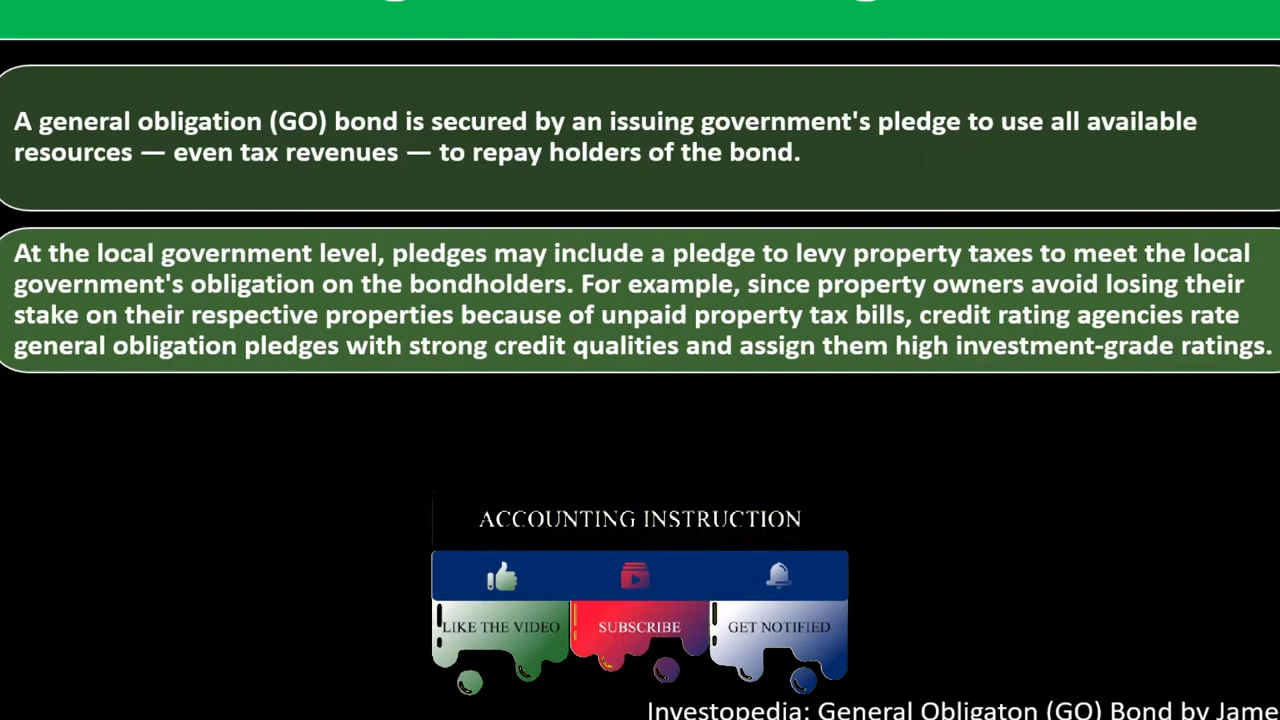 A general obligation (GO) bond is secured by an issuing government's pledge to use all available
resources — even tax revenues — to repay holders of the bond.
At the local government level, pledges may include a pledge to levy property taxes to meet the local
government's obligation on the bondholders. For example, since property owners avoid losing their
stake on their respective properties because of unpaid property tax bills, credit rating agencies rate
general obligation pledges with strong credit qualities and assign them high investment-grade ratings.
ACCOUNTING INSTRUCTION
LIKE THE VIDEO
SUBSCRIBE
GET NOTIFIED
Investopedia: General Obligaton (GO) Bond by Jame